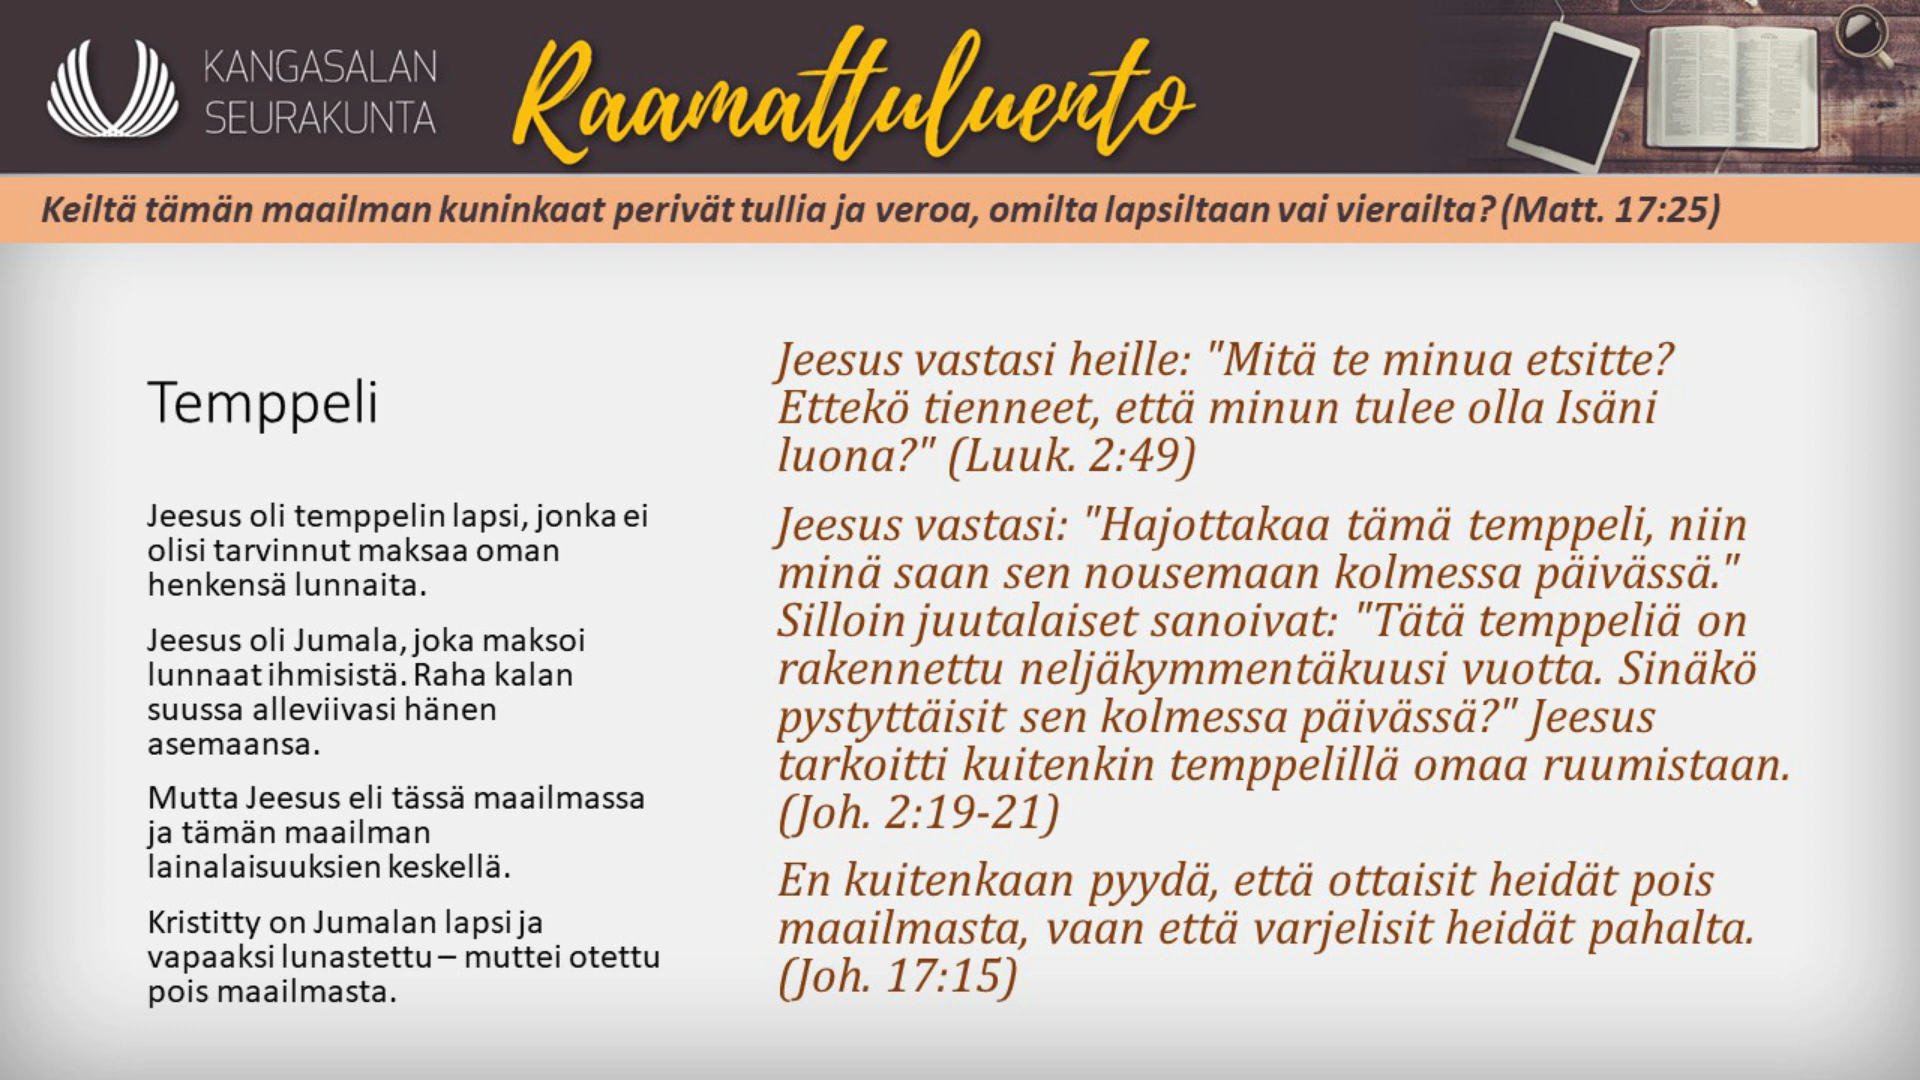 KANGASALAN
SEURAKUNTA
Raamattuluento
Keiltä tämän maailman kuninkaat perivät tullia ja veroa, omilta lapsiltaan vai vierailta? (Matt. 17:25)
Temppeli
Jeesus oli temppelin lapsi, jonka ei
olisi tarvinnut maksaa oman
henkensä lunnaita.
Jeesus oli Jumala, joka maksoi
lunnaat ihmisistä. Raha kalan
suussa alleviivasi hänen
asemaansa.
Mutta Jeesus eli tässä maailmassa
ja tämän maailman
lainalaisuuksien keskellä.
Kristitty on Jumalan lapsi ja
vapaaksi lunastettu – muttei otettu
pois maailmasta.
Jeesus vastasi heille: "Mitä te minua etsitte?
Ettekö tienneet, että minun tulee olla Isäni
luona?" (Luuk. 2:49)
Jeesus vastasi: "Hajottakaa tämä temppeli, niin
minä saan sen nousemaan kolmessa päivässä."
Silloin juutalaiset sanoivat: "Tätä temppeliä on
rakennettu neljäkymmentäkuusi vuotta. Sinäkö
pystyttäisit sen kolmessa päivässä?" Jeesus
tarkoitti kuitenkin temppelillä omaa ruumistaan.
(Joh. 2:19-21)
En kuitenkaan pyydä, että ottaisit heidät pois
maailmasta, vaan että varjelisit heidät pahalta.
(Joh. 17:15)